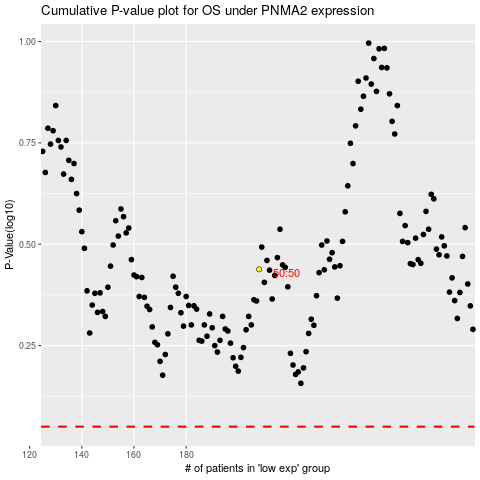 Cumulative P-value plot for OS under PNMA2 expression
P-Value(log10)
1.00
0.75
0.50
0.25
50:50
120 140 160 180
# of patients in 'low exp' group